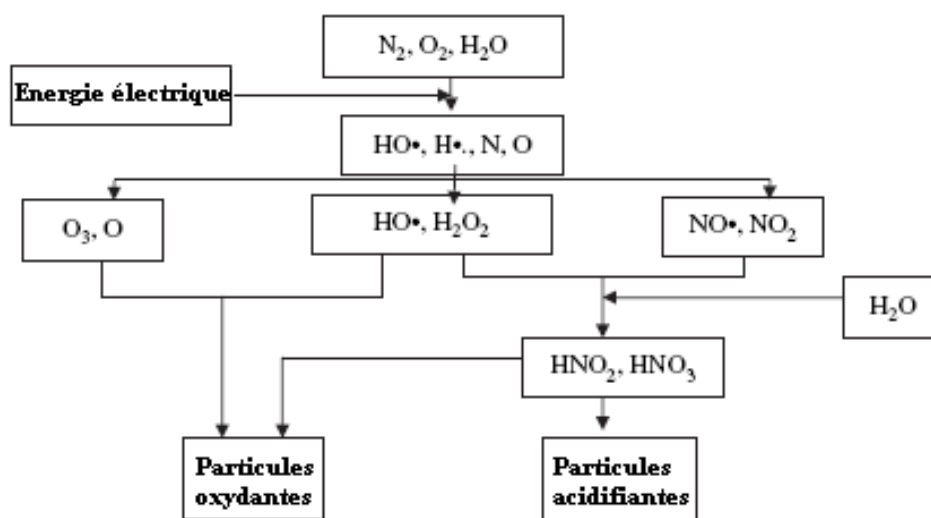 N₂, O₂, H₂O
Energie électrique
HO•, H•., N, O
O₃, O
HO•, H₂O₂
NO•, NO₂
H₂O
HNO₂, HNO₃
Particules
oxydantes
Particules
acidifiantes